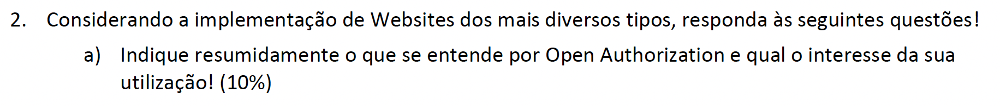 2. Considerando a implementação de Websites dos mais diversos tipos, responda às seguintes questões!
a) Indique resumidamente o que se entende por Open Authorization e qual o interesse da sua
utilização! (10%)